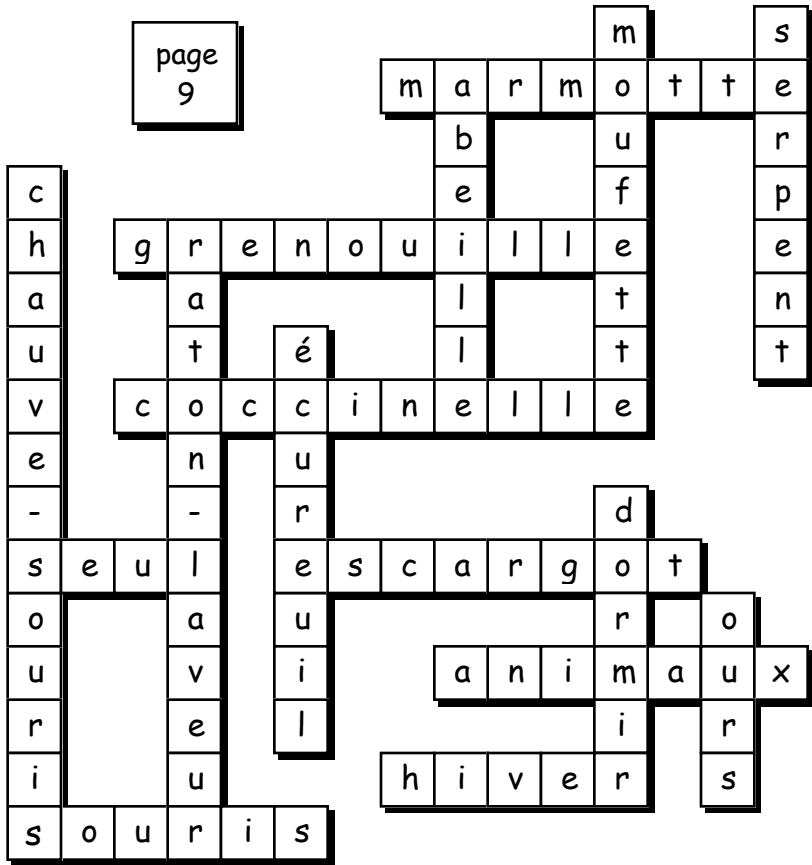 page
9
marmotte
grenouille
coccinelle
seul
escargot
animaux
hiver
souris
chauve-souris
raton-laveur
écureuil
abeille
moufette
dormir
ours
serpent